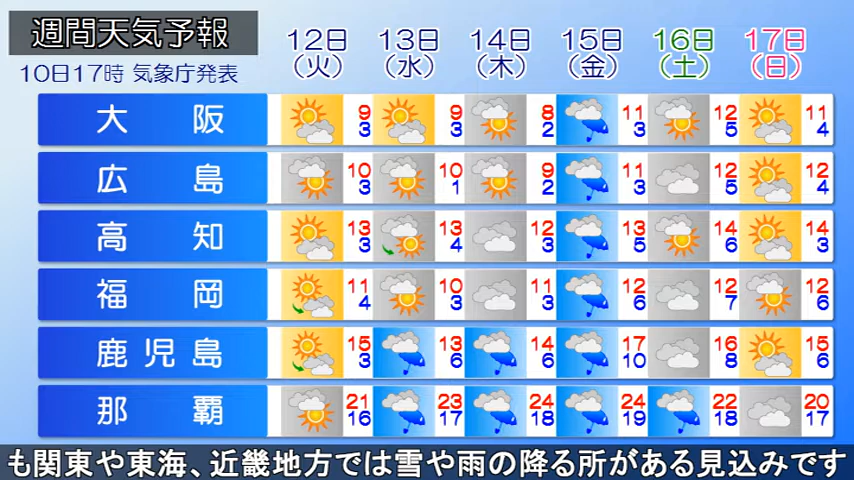 週間天気予報
10日17時 気象庁発表
12日 13日 14日 15日 16日 17日
(火) (水) (木) (金) (土) (日)
大阪 9 3 9 3 8 2 11 3 12 5 11 4
広島 10 3 10 1 9 2 11 3 12 5 12 4
高知 13 3 13 4 12 3 13 5 14 6 14 3
福岡 11 4 10 3 11 3 12 6 12 7 12 6
鹿児島 15 3 13 6 14 6 17 10 16 8 15 6
那覇 21 16 23 17 24 18 24 19 22 18 20 17
も関東や東海、近畿地方では雪や雨の降る所がある見込みです